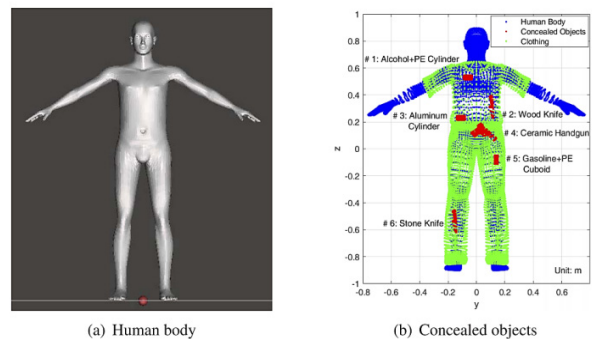 Human Body
Concealed Objects
Clothing
# 1: Alcohol+PE Cylinder
# 3: Aluminum
Cylinder
# 2: Wood Knife
# 4: Ceramic Handgun
# 5: Gasoline+PE
Cuboid
# 6: Stone Knife
Unit: m
1
0.8
0.6
0.4
0.2
0
-0.2
-0.4
-0.6
-0.8
-1
z
-0.8 -0.6 -0.4 -0.2 0 0.2 0.4 0.6
y
(a) Human body
(b) Concealed objects